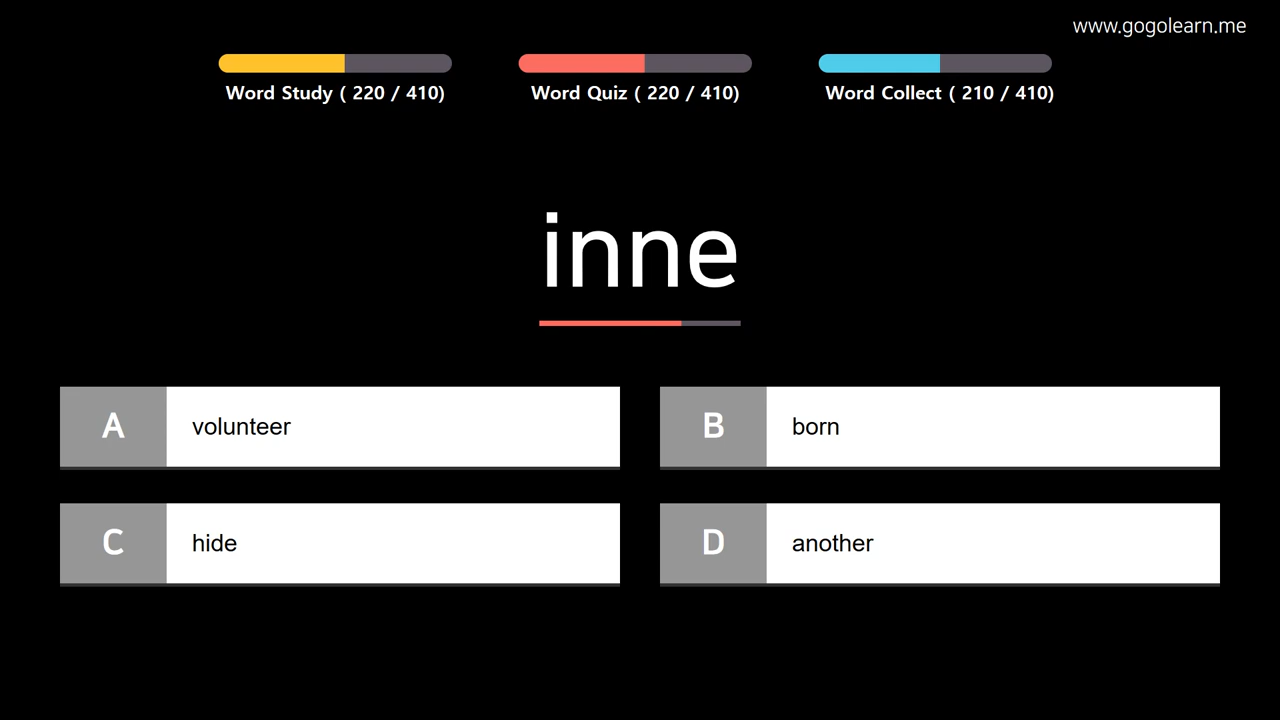 www.gogolearn.me
Word Study ( 220 / 410)
Word Quiz ( 220 / 410)
Word Collect ( 210 / 410)
inne
A volunteer
B born
C hide
D another